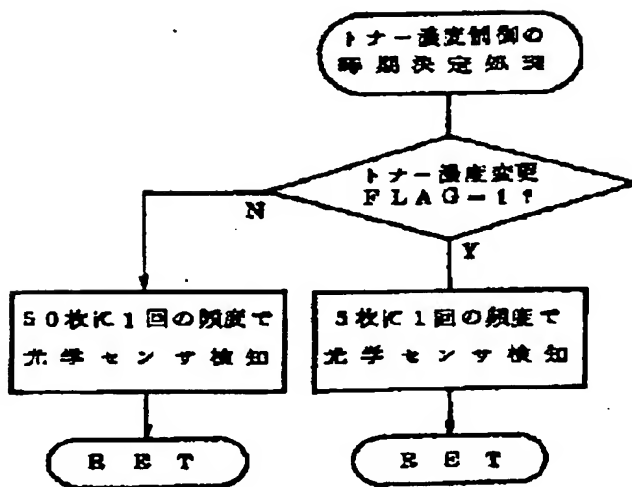 トナー濃度制御の
時期決定処理
トナー濃度変更
FLAG=1?
N
Y
50枚に1回の頻度で
光学センサ検知
5枚に1回の頻度で
光学センサ検知
RET
RET